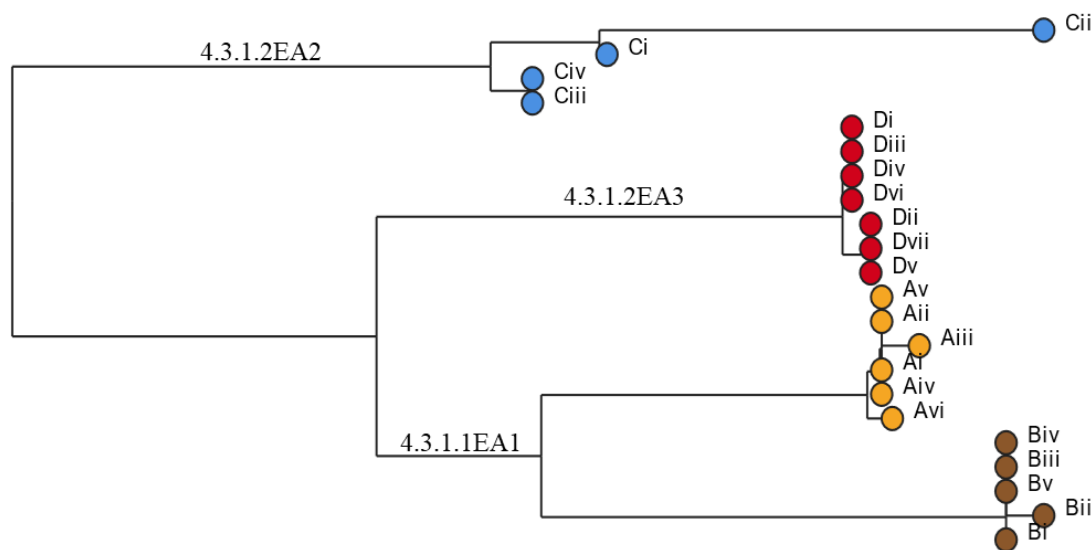 Cii
4.3.1.2EA2
Ci
Civ
Ciii
Di
Diii
Div
4.3.1.2EA3
Dvi
Dii
Dvii
Dv
Av
Aii
Aiii
Ai
Aiv
Avi
4.3.1.1EA1
Biv
Biii
Bv
Bii
Bi